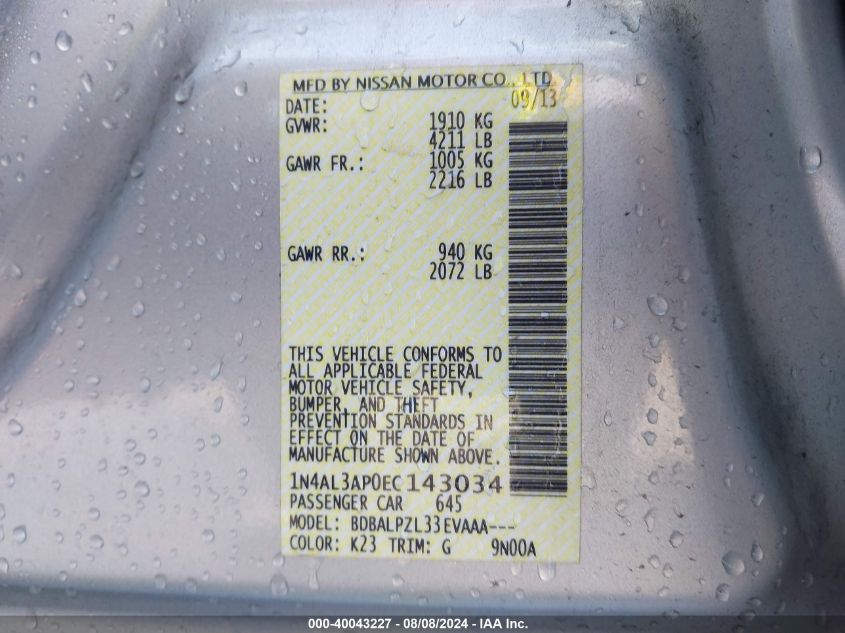 MFD BY NISSAN MOTOR CO., LTD
DATE: 09/13
GVWR: 1910 KG
4211 LB
GAWR FR.: 1005 KG
2216 LB
GAWR RR.: 940 KG
2072 LB
THIS VEHICLE CONFORMS TO
ALL APPLICABLE FEDERAL
MOTOR VEHICLE SAFETY,
BUMPER, AND THEFT
PREVENTION STANDARDS IN
EFFECT ON THE DATE OF
MANUFACTURE SHOWN ABOVE.
1N4AL3AP0EC143034
PASSENGER CAR 645
MODEL: BDBALPZL33EVAAA---
COLOR: K23 TRIM: G 9N00A
000-40043227 - 08/08/2024 - IAA Inc.